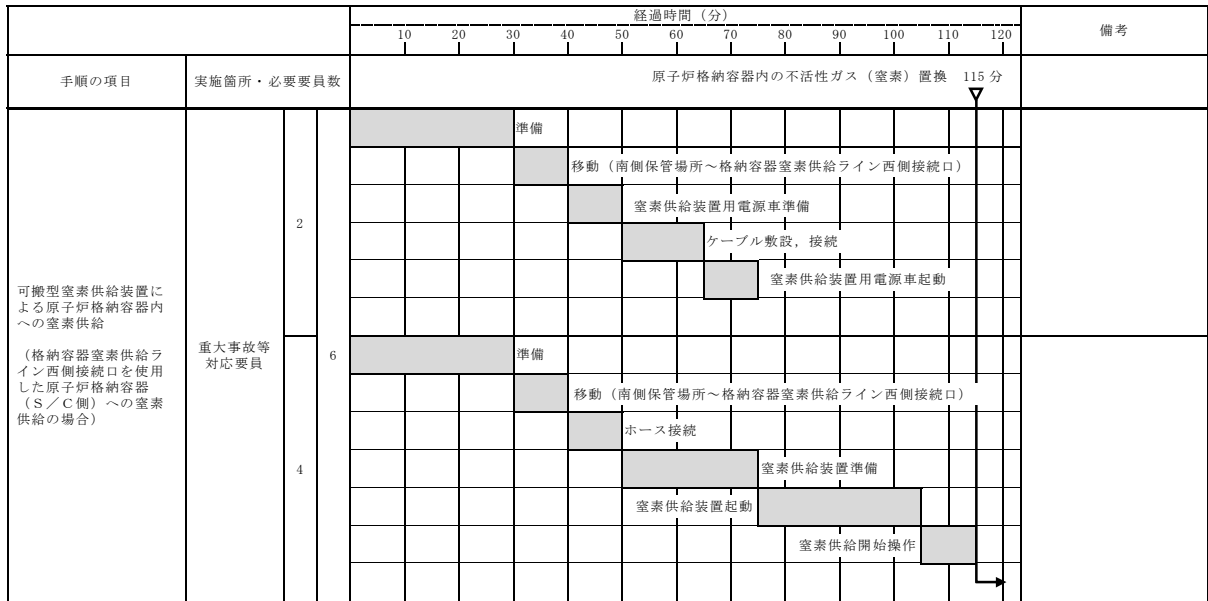 経過時間（分）
備考
10 20 30 40 50 60 70 80 90 100 110 120
手順の項目
実施箇所・必要要員数
原子炉格納容器内の不活性ガス（窒素）置換 115分
準備
移動（南側保管場所～格納容器窒素供給ライン西側接続口）
窒素供給装置用電源車準備
2
ケーブル敷設，接続
窒素供給装置用電源車起動
可搬型窒素供給装置に
よる原子炉格納容器内
への窒素供給
（格納容器窒素供給ラ
イン西側接続口を使用
した原子炉格納容器
（Ｓ／Ｃ側）への窒素
供給の場合）
重大事故等
対応要員
6
準備
移動（南側保管場所～格納容器窒素供給ライン西側接続口）
ホース接続
4
窒素供給装置準備
窒素供給装置起動
窒素供給開始操作